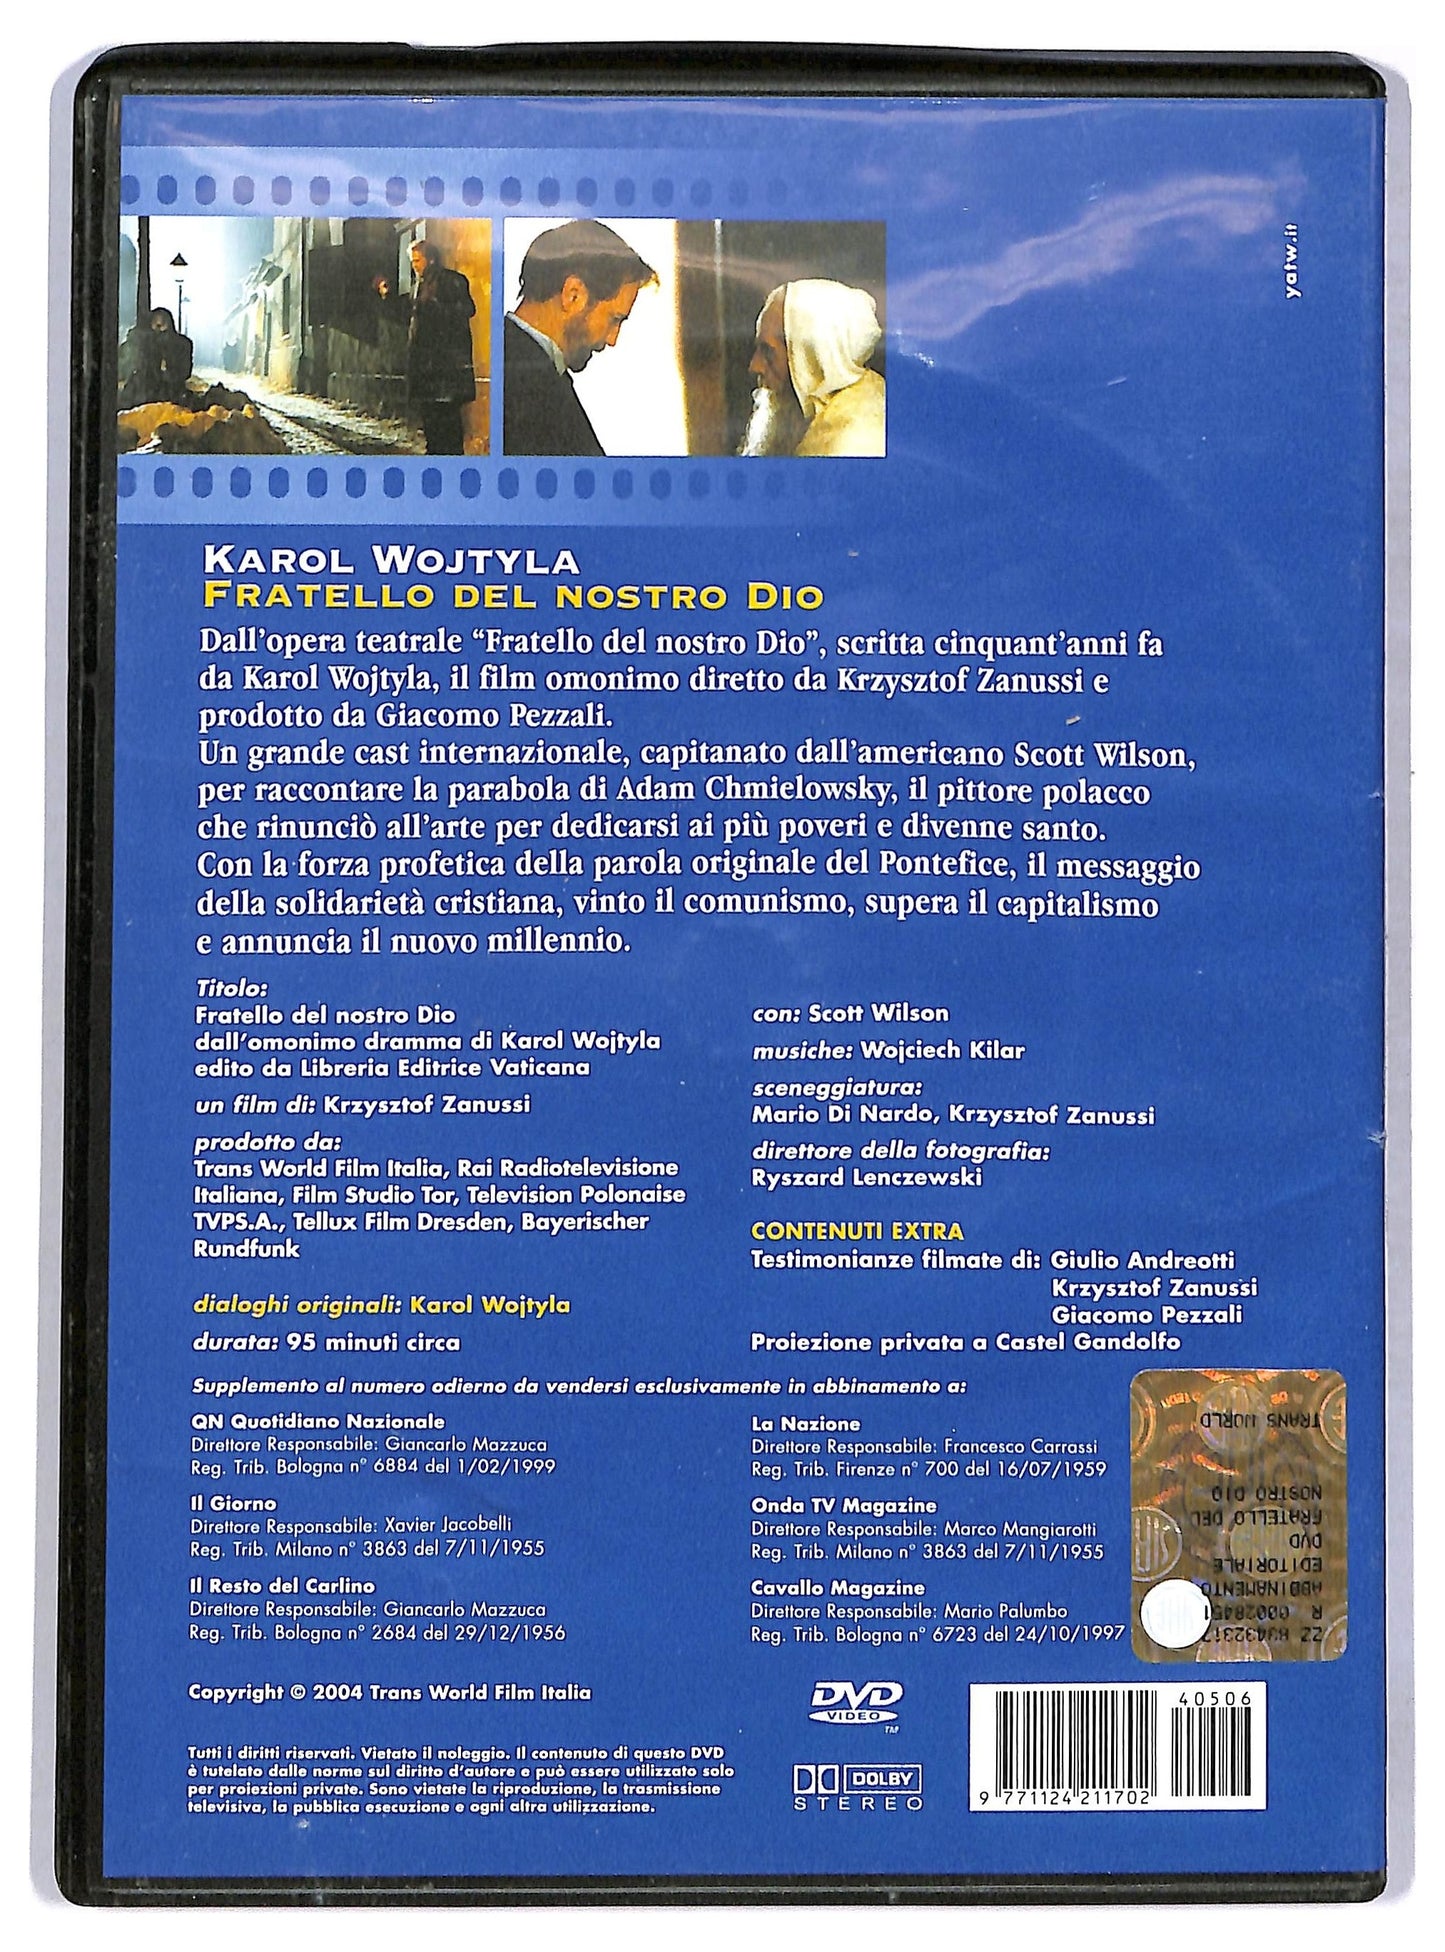 yatw.it
KAROL WOJTYLA
FRATELLO DEL NOSTRO DIO
Dall'opera teatrale “Fratello del nostro Dio”, scritta cinquant'anni fa
da Karol Wojtyla, il film omonimo diretto da Krzysztof Zanussi e
prodotto da Giacomo Pezzali.
Un grande cast internazionale, capitanato dall'americano Scott Wilson,
per raccontare la parabola di Adam Chmielowsky, il pittore polacco
che rinunciò all'arte per dedicarsi ai più poveri e divenne santo.
Con la forza profetica della parola originale del Pontefice, il messaggio
della solidarietà cristiana, vinto il comunismo, supera il capitalismo
e annuncia il nuovo millennio.
Titolo:
Fratello del nostro Dio
dall'omonimo dramma di Karol Wojtyla
edito da Libreria Editrice Vaticana
un film di: Krzysztof Zanussi
prodotto da:
Trans World Film Italia, Rai Radiotelevisione
Italiana, Film Studio Tor, Television Polonaise
TVPS.A., Tellux Film Dresden, Bayerischer
Rundfunk
dialoghi originali: Karol Wojtyla
durata: 95 minuti circa
con: Scott Wilson
musiche: Wojciech Kilar
sceneggiatura:
Mario Di Nardo, Krzysztof Zanussi
direttore della fotografia:
Ryszard Lenczewski
CONTENUTI EXTRA
Testimonianze filmate di: Giulio Andreotti
Krzysztof Zanussi
Giacomo Pezzali
Proiezione privata a Castel Gandolfo
Supplemento al numero odierno da vendersi esclusivamente in abbinamento a:
QN Quotidiano Nazionale
Direttore Responsabile: Giancarlo Mazzuca
Reg. Trib. Bologna n° 6884 del 1/02/1999
Il Giorno
Direttore Responsabile: Xavier Jacobelli
Reg. Trib. Milano n° 3863 del 7/11/1955
Il Resto del Carlino
Direttore Responsabile: Giancarlo Mazzuca
Reg. Trib. Bologna n° 2684 del 29/12/1956
La Nazione
Direttore Responsabile: Francesco Carrassi
Reg. Trib. Firenze n° 700 del 16/07/1959
Onda TV Magazine
Direttore Responsabile: Marco Mangiarotti
Reg. Trib. Milano n° 3863 del 7/11/1955
Cavallo Magazine
Direttore Responsabile: Mario Palumbo
Reg. Trib. Bologna n° 6723 del 24/10/1997
ZZ
R 00028451
ABBINAMENTO
EDITORIALE
DVD
FRATELLO DEL
NOSTRO DIO
TRANS WORLD
Copyright © 2004 Trans World Film Italia
Tutti i diritti riservati. Vietato il noleggio. Il contenuto di questo DVD
è tutelato dalle norme sul diritto d'autore e può essere utilizzato solo
per proiezioni private. Sono vietate la riproduzione, la trasmissione
televisiva, la pubblica esecuzione e ogni altra utilizzazione.
DVD
VIDEO
TM
DOLBY
STEREO
40506
9 771124 211702